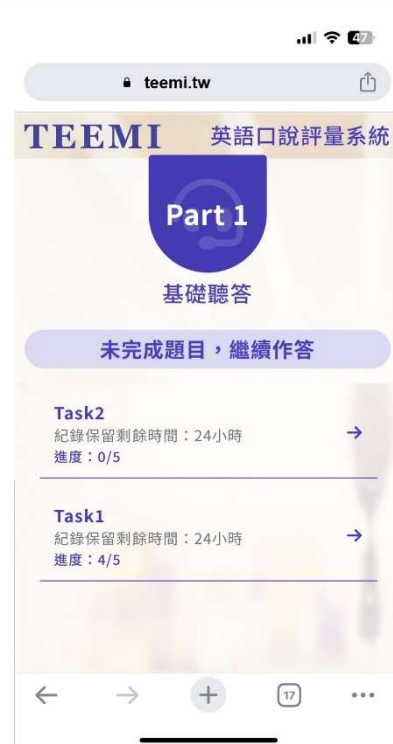 47
teemi.tw
TEEMI 英語口說評量系統
Part 1
基礎聽答
未完成題目，繼續作答
Task2
紀錄保留剩餘時間：24小時
進度：0/5
Task1
紀錄保留剩餘時間：24小時
進度：4/5
17